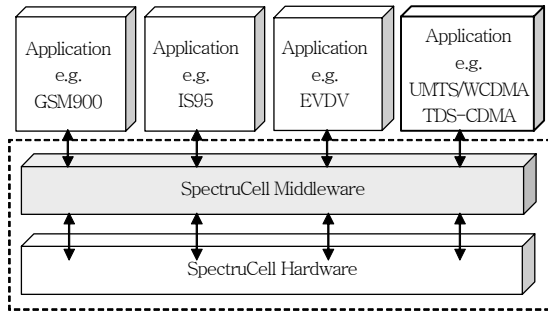 Application
e.g.
GSM900
Application
e.g.
IS95
Application
e.g.
EVDV
Application
e.g.
UMTS/WCDMA
TDS-CDMA
SpectruCell Middleware
SpectruCell Hardware